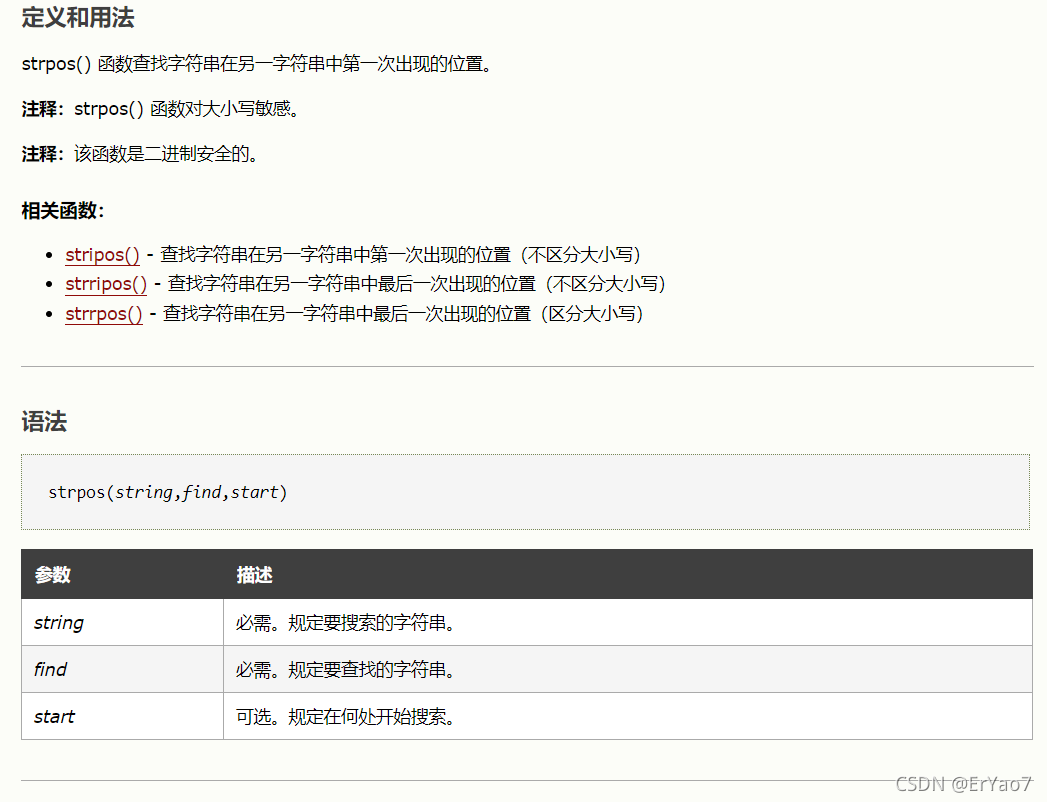 定义和用法
strpos() 函数查找字符串在另一字符串中第一次出现的位置。
注释：strpos() 函数对大小写敏感。
注释：该函数是二进制安全的。
相关函数：
• stripos() - 查找字符串在另一字符串中第一次出现的位置（不区分大小写）
• strripos() - 查找字符串在另一字符串中最后一次出现的位置（不区分大小写）
• strrpos() - 查找字符串在另一字符串中最后一次出现的位置（区分大小写）
语法
strpos(string,find,start)
参数 描述
string 必需。规定要搜索的字符串。
find 必需。规定要查找的字符串。
start 可选。规定在何处开始搜索。
CSDN @ErYao7